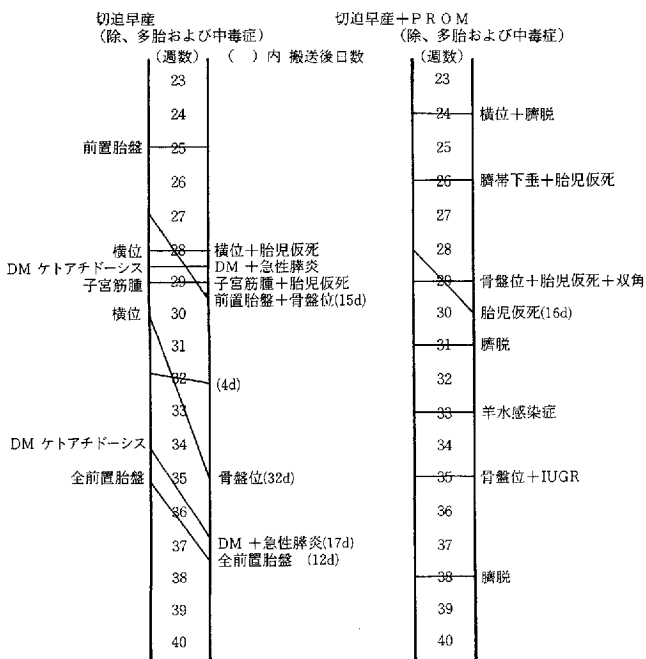 切迫早産
(除、多胎および中毒症)
(週数) ( )内 搬送後日数
23
24
前置胎盤 25
26
27
横位 28 横位＋胎児仮死
DM ケトアチドーシス DM ＋急性膵炎
子宮筋腫 29 子宮筋腫＋胎児仮死
前置胎盤＋骨盤位(15d)
横位 30
31
32 (4d)
33
DM ケトアチドーシス 34
全前置胎盤 35 骨盤位(32d)
36
37 DM ＋急性膵炎(17d)
全前置胎盤 (12d)
38
39
40
切迫早産＋ＰＲＯＭ
(除、多胎および中毒症)
(週数)
23
24 横位＋臍脱
25
26 臍帯下垂＋胎児仮死
27
28
29 骨盤位＋胎児仮死＋双角
30 胎児仮死(16d)
31 臍脱
32
33 羊水感染症
34
35 骨盤位＋IUGR
36
37
38 臍脱
39
40